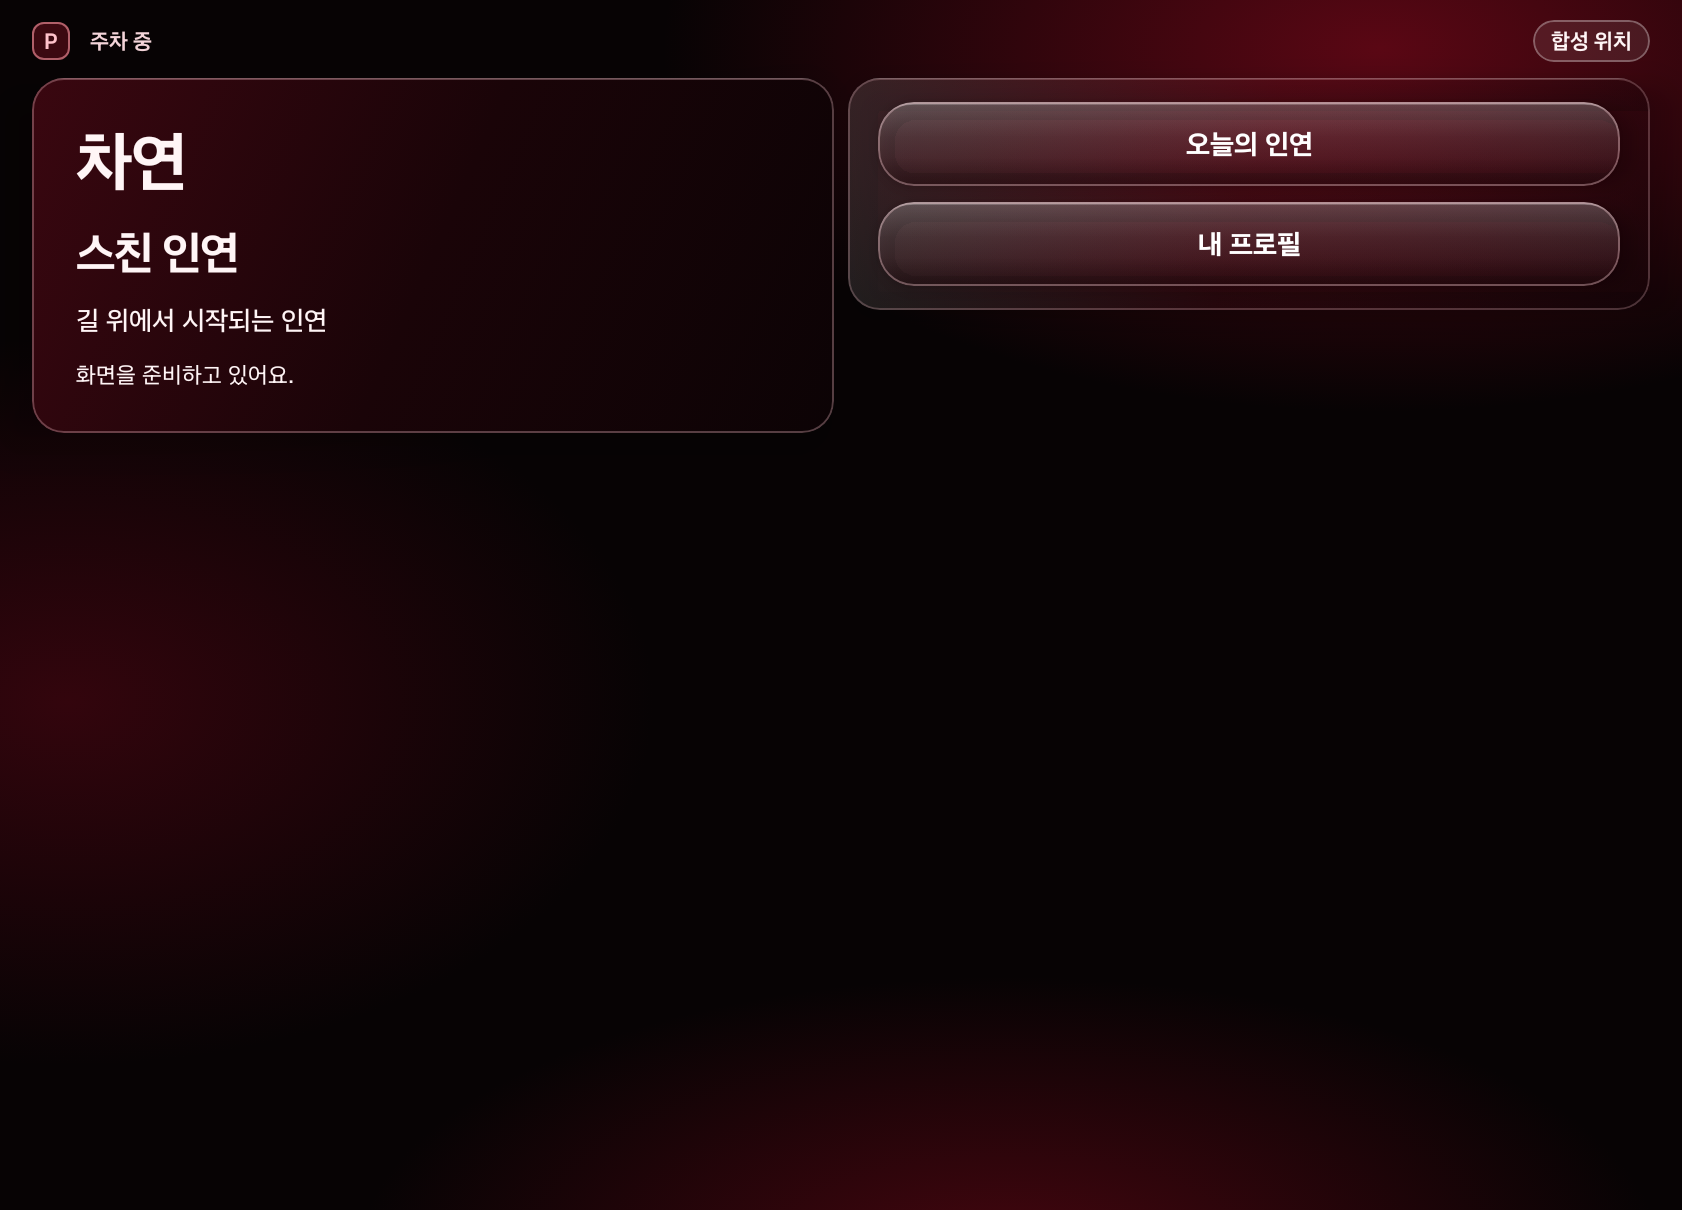 P 주차 중
합성 위치
차연
스친 인연
길 위에서 시작되는 인연
화면을 준비하고 있어요.
오늘의 인연
내 프로필